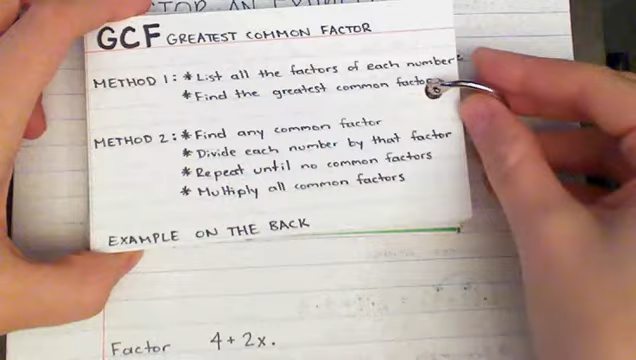 GCF GREATEST COMMON FACTOR
METHOD 1: * List all the factors of each number
* Find the greatest common factor
METHOD 2: * Find any common factor
* Divide each number by that factor
* Repeat until no common factors
* Multiply all common factors
EXAMPLE ON THE BACK
Factor 4 + 2x.